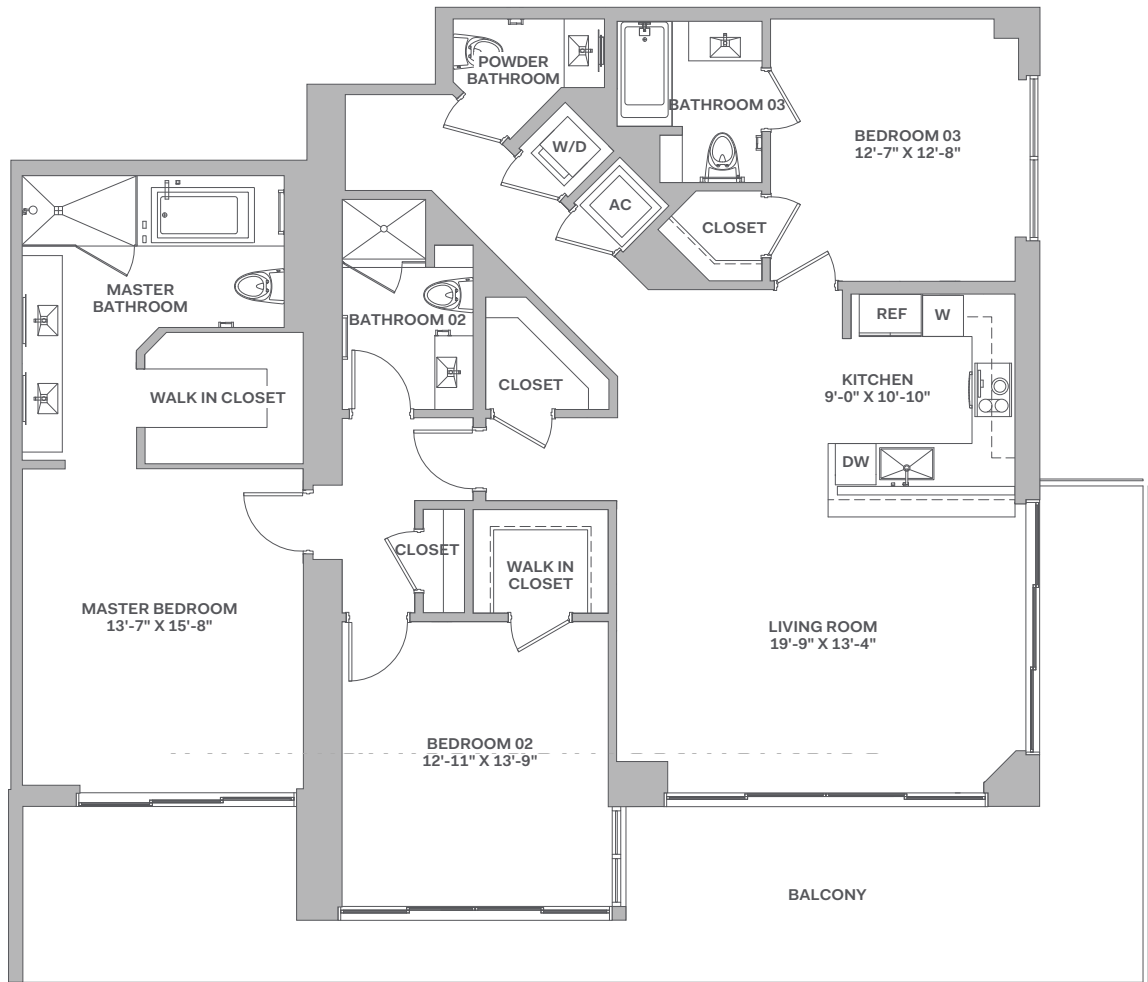 POWDER
BATHROOM
BATHROOM 03
BEDROOM 03
12'-7" X 12'-8"
W/D
AC
CLOSET
MASTER
BATHROOM
BATHROOM 02
REF
W
KITCHEN
9'-0" X 10'-10"
WALK IN CLOSET
CLOSET
DW
CLOSET
WALK IN
CLOSET
MASTER BEDROOM
13'-7" X 15'-8"
LIVING ROOM
19'-9" X 13'-4"
BEDROOM 02
12'-11" X 13'-9"
BALCONY